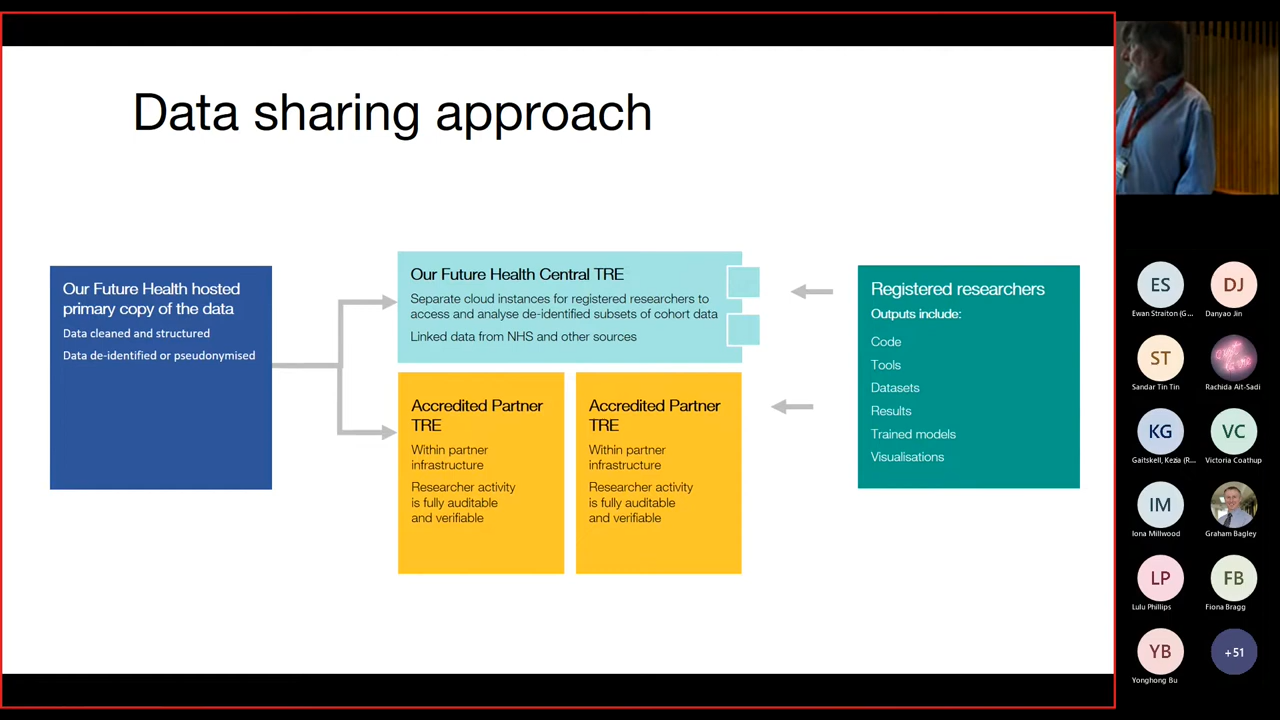 Data sharing approach
Our Future Health hosted
primary copy of the data
Data cleaned and structured
Data de-identified or pseudonymised
Our Future Health Central TRE
Separate cloud instances for registered researchers to
access and analyse de-identified subsets of cohort data
Linked data from NHS and other sources
Accredited Partner
TRE
Within partner
infrastructure
Researcher activity
is fully auditable
and verifiable
Accredited Partner
TRE
Within partner
infrastructure
Researcher activity
is fully auditable
and verifiable
Registered researchers
Outputs include:
Code
Tools
Datasets
Results
Trained models
Visualisations
ES
Ewan Straiton (G...
DJ
Danyao Jin
ST
Sandar Tin Tin
Rachida Ait-Sadi
KG
Gaitskell, Kezia (R...
VC
Victoria Coathup
IM
Iona Millwood
Graham Bagley
LP
Lulu Phillips
FB
Fiona Bragg
YB
Yonghong Bu
+51